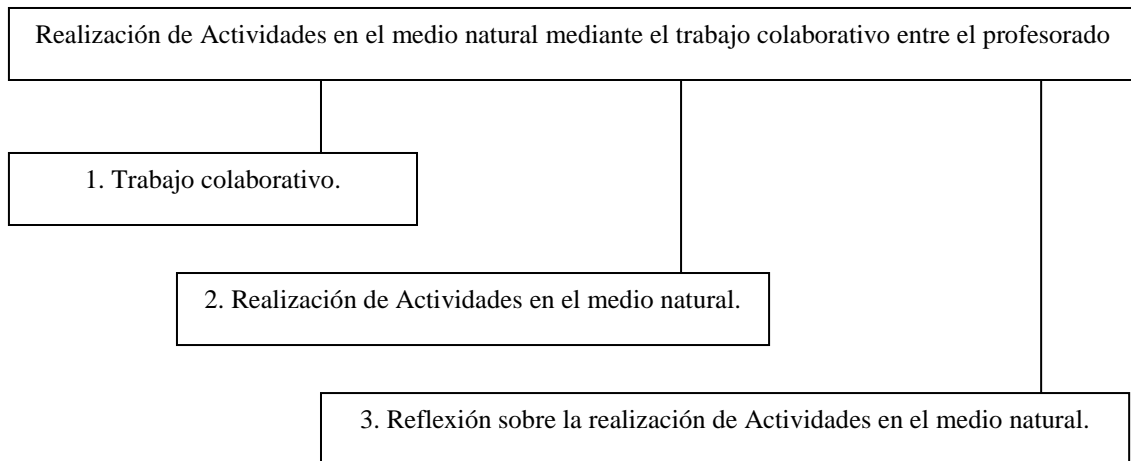 Realización de Actividades en el medio natural mediante el trabajo colaborativo entre el profesorado
1. Trabajo colaborativo.
2. Realización de Actividades en el medio natural.
3. Reflexión sobre la realización de Actividades en el medio natural.